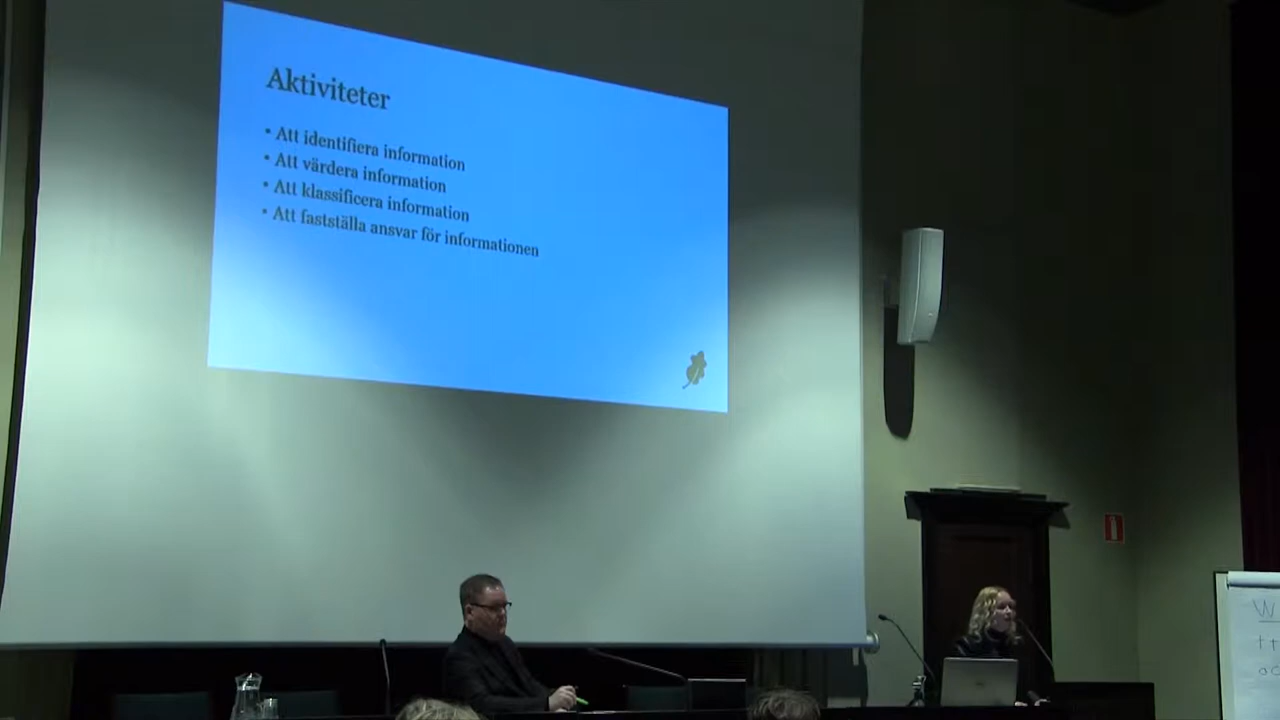 Aktiviteter
• Att identifiera information
• Att värdera information
• Att klassificera information
• Att fastställa ansvar för informationen